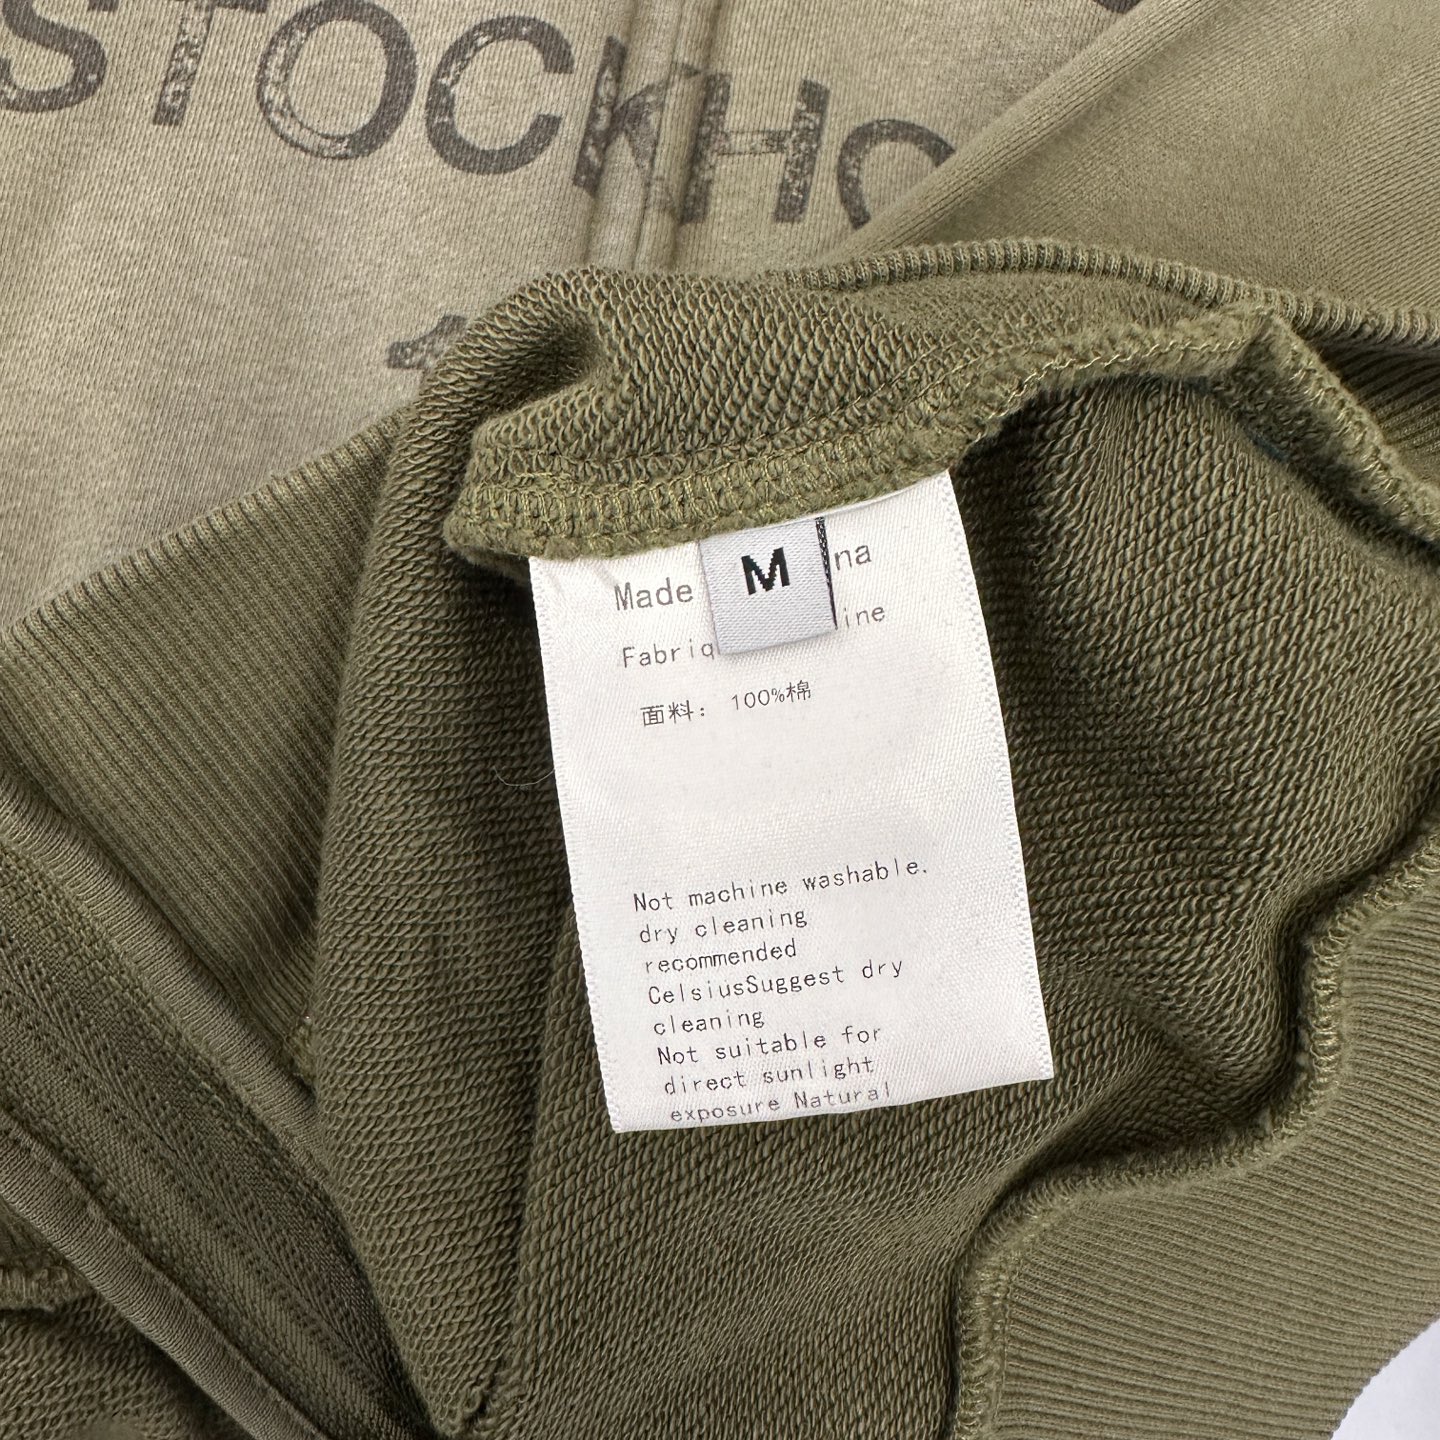 STOCKHO
1
M
Made na
Fabriq ine
面料： 100%棉
Not machine washable.
dry cleaning
recommended
CelsiusSuggest dry
cleaning
Not suitable for
direct sunlight
exposure Natural